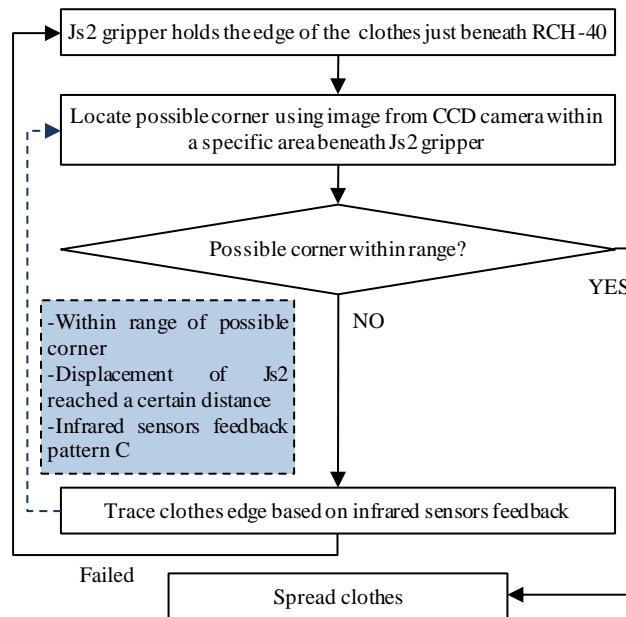 Js2 gripper holds the edge of the clothes just beneath RCH-40
Locate possible corner using image from CCD camera within
a specific area beneath Js2 gripper
Possible corner within range?
YES
NO
-Within range of possible
corner
-Displacement of Js2
reached a certain distance
-Infrared sensors feedback
pattern C
Trace clothes edge based on infrared sensors feedback
Failed
Spread clothes